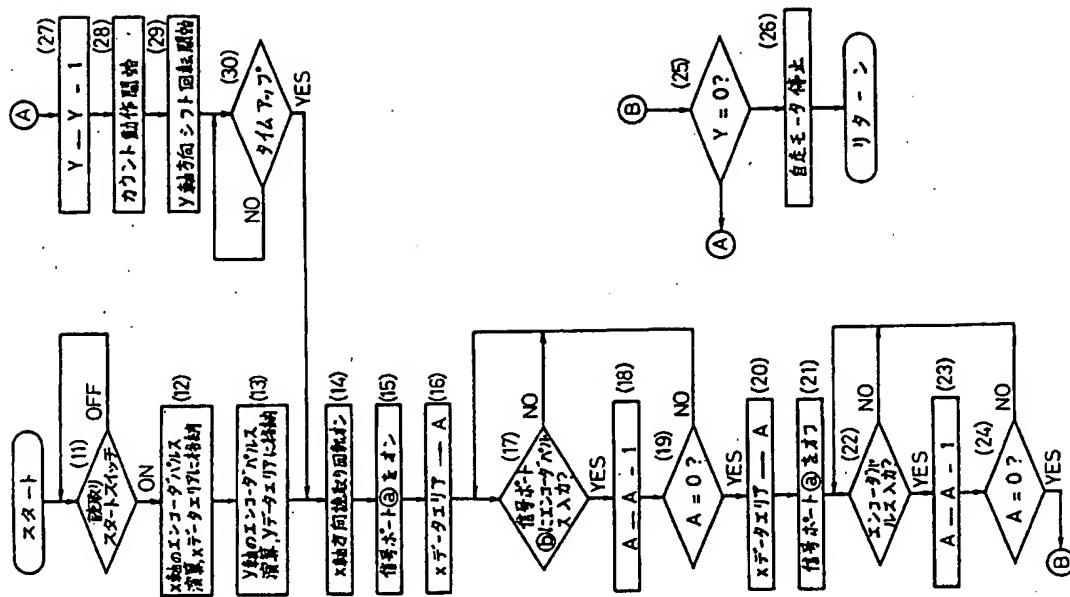 スタート
(11)
読取り
スタートスイッチ
OFF
ON
(12)
X軸のエンコーダパルス
演算,Xデータエリアに格納
(13)
Y軸のエンコーダパルス
演算,Yデータエリアに格納
(14)
X軸方向読取り回転オン
(15)
信号ポートⓐをオン
(16)
Xデータエリア — A
(17)
信号ポート
ⓑにエンコーダパル
ス入力?
NO
YES
(18)
A — A - 1
(19)
A = 0 ?
NO
YES
(20)
Xデータエリア — A
(21)
信号ポートⓐをオフ
(22)
エンコーダパ
ルス入力?
NO
YES
(23)
A — A - 1
(24)
A = 0 ?
NO
YES
B
A
(27)
Y — Y - 1
(28)
カウント動作開始
(29)
Y軸方向シフト回転開始
(30)
タイムアップ
NO
YES
B
(25)
Y = 0 ?
A
(26)
自走モータ停止
リターン